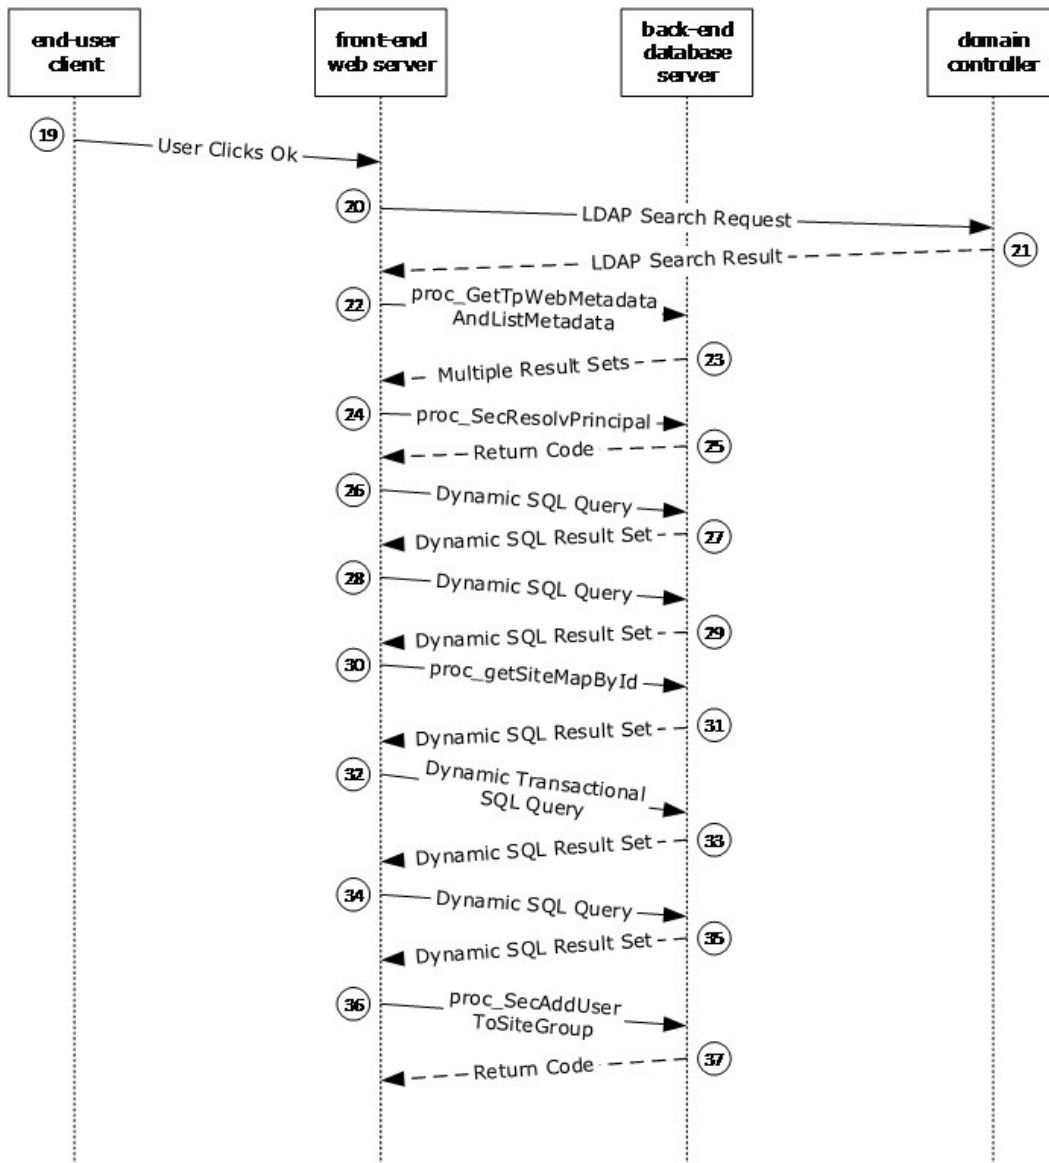 end-user
client
front-end
web server
back-end
database
server
domain
controller
19
User Clicks Ok
20
LDAP Search Request
21
LDAP Search Result
22
proc_GetTpWebMetadata
AndListMetadata
23
Multiple Result Sets
24
proc_SecResolvPrincipal
25
Return Code
26
Dynamic SQL Query
27
Dynamic SQL Result Set
28
Dynamic SQL Query
29
Dynamic SQL Result Set
30
proc_getSiteMapById
31
Dynamic SQL Result Set
32
Dynamic Transactional
SQL Query
33
Dynamic SQL Result Set
34
Dynamic SQL Query
35
Dynamic SQL Result Set
36
proc_SecAddUser
ToSiteGroup
37
Return Code